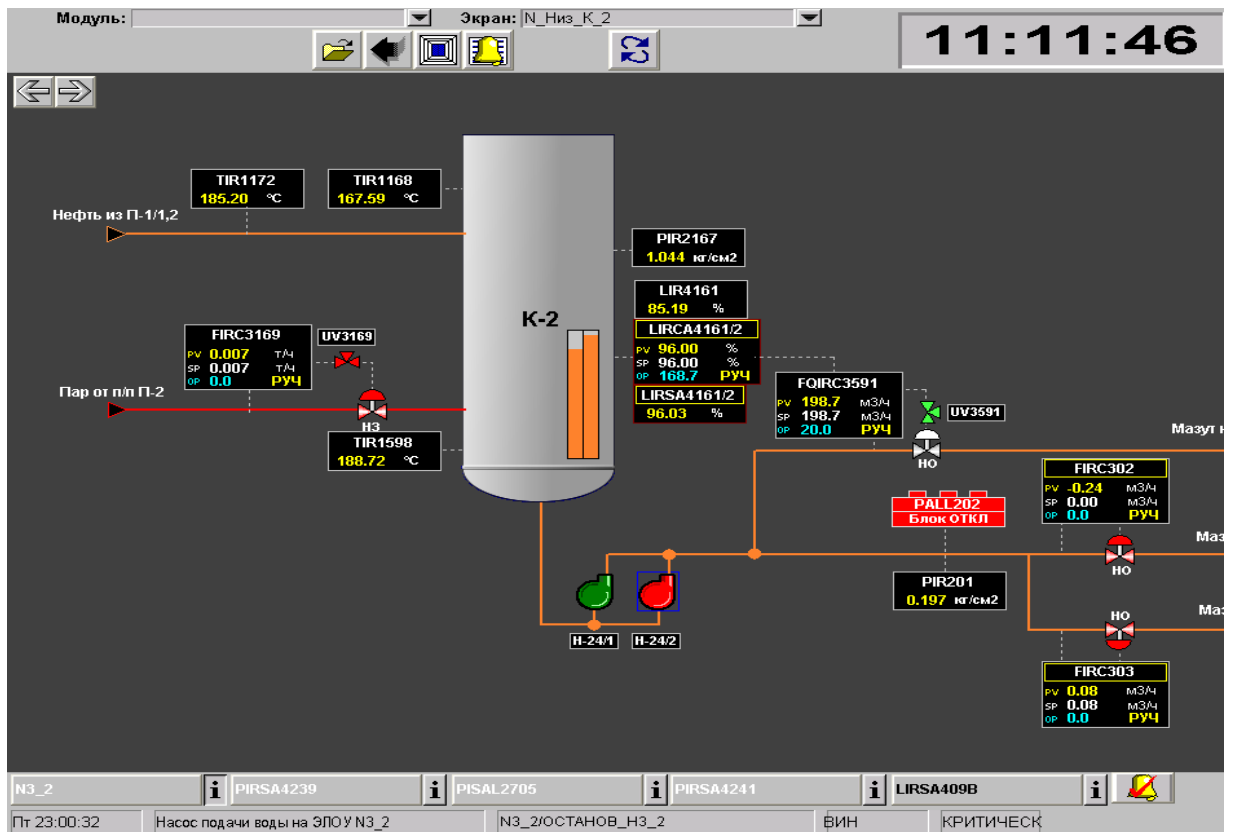 Модуль: Экран: N_Низ_К_2
11:11:46
TIR1172
185.20 °C
TIR1168
167.59 °C
Нефть из П-1/1,2
PIR2167
1.044 кг/см2
LIR4161
85.19 %
К-2
LIRCA4161/2
PV 96.00 %
SP 96.00 %
OP 168.7 РУЧ
LIRSA4161/2
96.03 %
FIRC3169
PV 0.007 т/ч
SP 0.007 т/ч
OP 0.0 РУЧ
UV3169
Пар от п/п П-2
НЗ
TIR1598
188.72 °C
FQIRC3591
PV 198.7 м3/ч
SP 198.7 м3/ч
OP 20.0 РУЧ
UV3591
НО
Мазут
FIRC302
PV -0.24 м3/ч
SP 0.00 м3/ч
OP 0.0 РУЧ
PALL202
Блок ОТКЛ
Маз
НО
PIR201
0.197 кг/см2
НО
Маз
Н-24/1
Н-24/2
FIRC303
PV 0.08 м3/ч
SP 0.08 м3/ч
OP 0.0 РУЧ
N3_2 i PIRSA4239 i PISAL2705 i PIRSA4241 i LIRSA409B i
Пт 23:00:32 Насос подачи воды на ЭЛОУ N3_2 N3_2/ОСТАНОВ_Н3_2 ВИН КРИТИЧЕСК